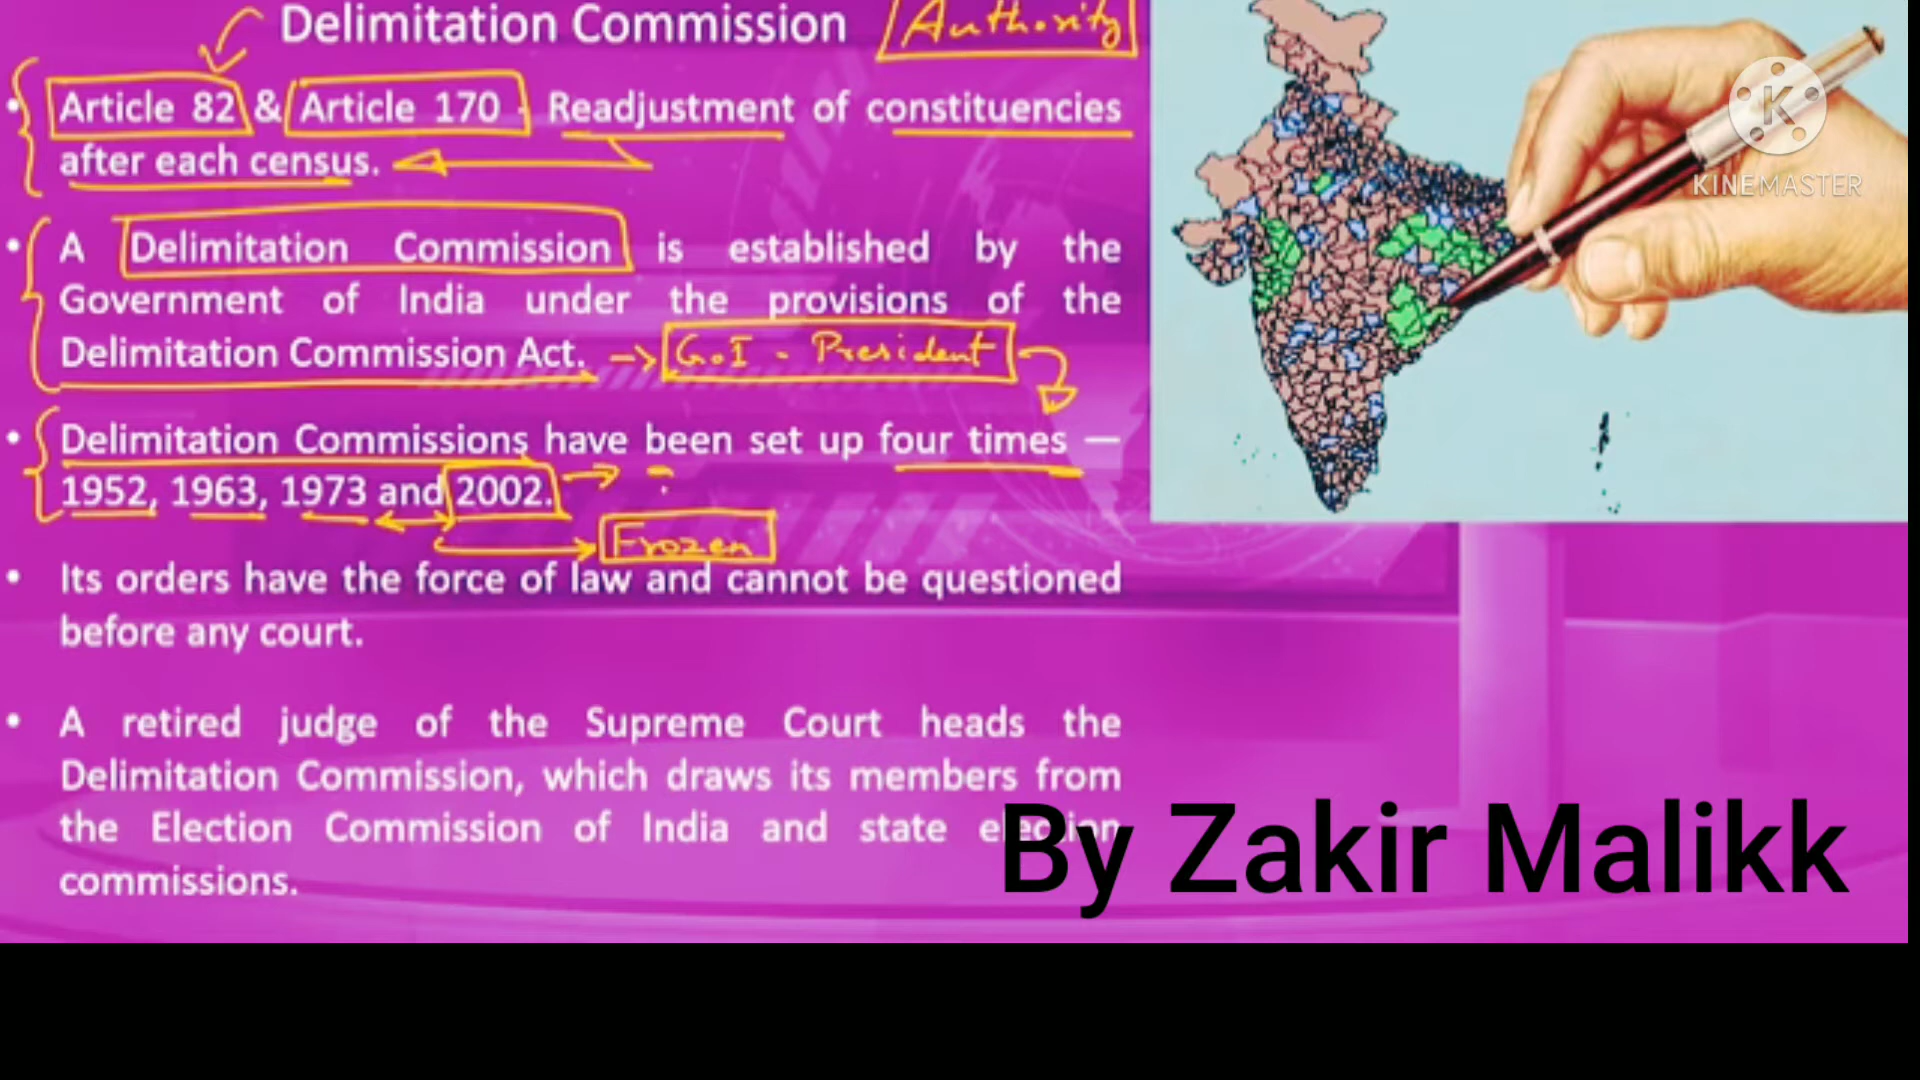 Delimitation Commission Authority
• Article 82 & Article 170 - Readjustment of constituencies
after each census.
• A Delimitation Commission is established by the
Government of India under the provisions of the
Delimitation Commission Act. → G.o.I - President
• Delimitation Commissions have been set up four times —
1952, 1963, 1973 and 2002.
Frozen
• Its orders have the force of law and cannot be questioned
before any court.
• A retired judge of the Supreme Court heads the
Delimitation Commission, which draws its members from
the Election Commission of India and state election
commissions.
K
KINEMASTER
By Zakir Malikk